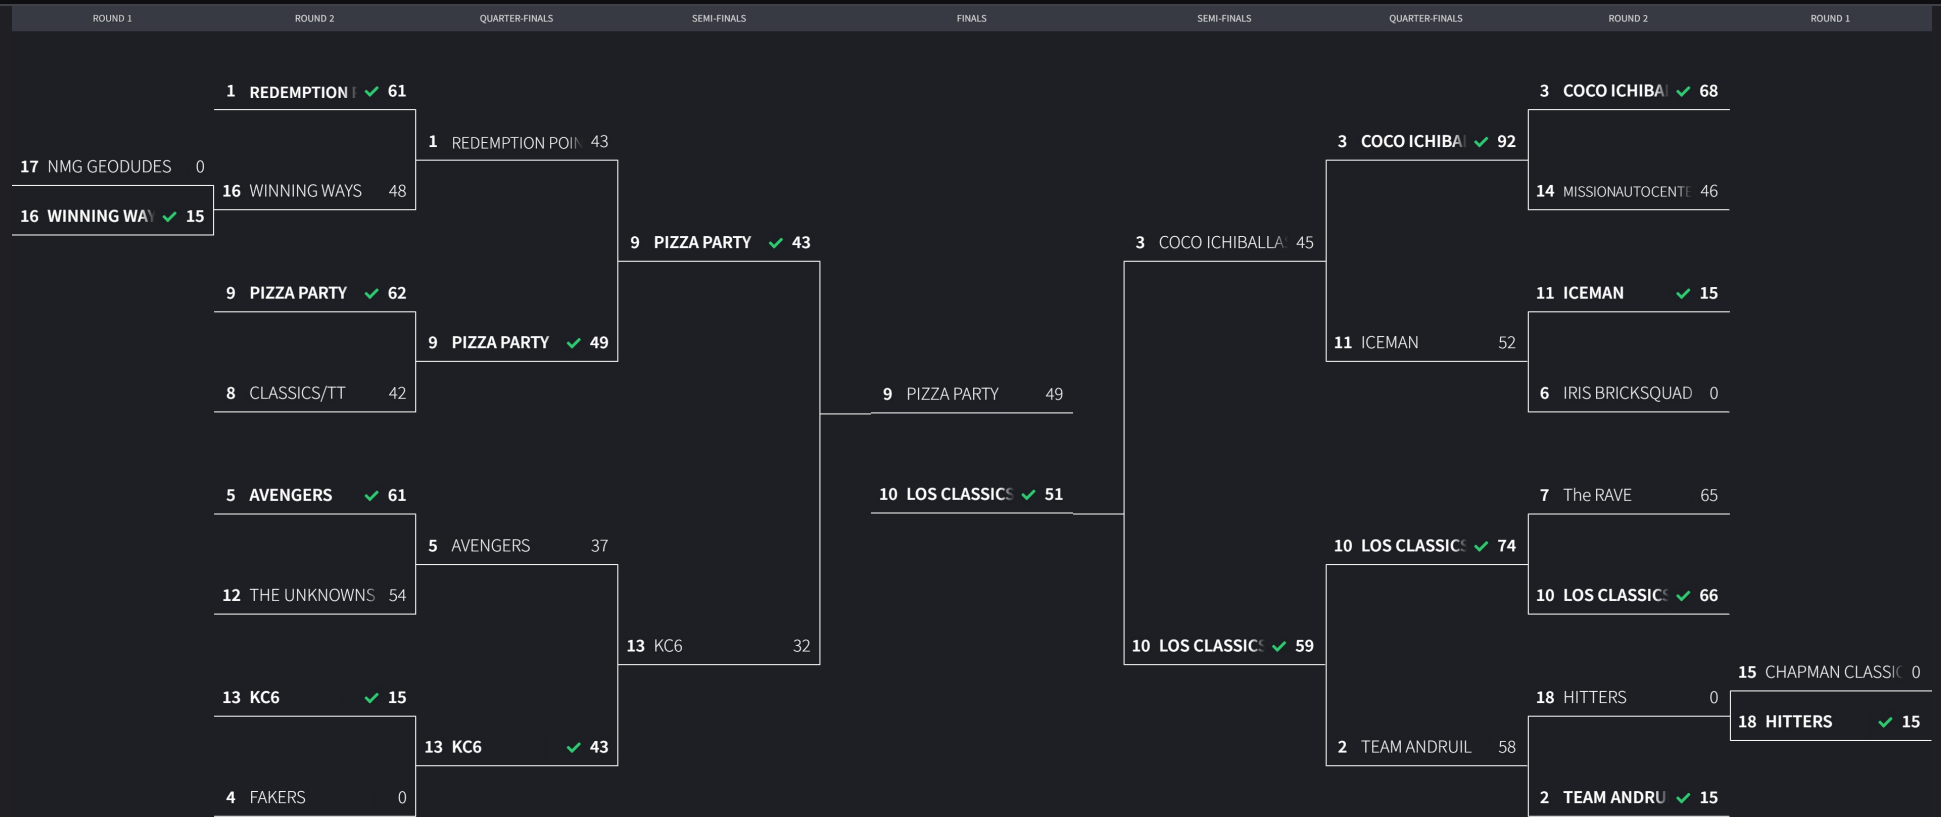 ROUND 1 ROUND 2 QUARTER-FINALS SEMI-FINALS FINALS SEMI-FINALS QUARTER-FINALS ROUND 2 ROUND 1
17 NMG GEODUDES 0
16 WINNING WAY 15
1 REDEMPTION 61
16 WINNING WAYS 48
9 PIZZA PARTY 62
8 CLASSICS/TT 42
5 AVENGERS 61
12 THE UNKNOWNS 54
13 KC6 15
4 FAKERS 0
1 REDEMPTION POIN 43
9 PIZZA PARTY 49
5 AVENGERS 37
13 KC6 43
9 PIZZA PARTY 43
13 KC6 32
9 PIZZA PARTY 49
10 LOS CLASSICS 51
3 COCO ICHIBALLA 45
10 LOS CLASSICS 59
3 COCO ICHIBA 92
11 ICEMAN 52
10 LOS CLASSICS 74
2 TEAM ANDRUIL 58
3 COCO ICHIBA 68
14 MISSIONAUTOCENTE 46
11 ICEMAN 15
6 IRIS BRICKSQUAD 0
7 The RAVE 65
10 LOS CLASSICS 66
18 HITTERS 0
2 TEAM ANDRU 15
15 CHAPMAN CLASSIC 0
18 HITTERS 15